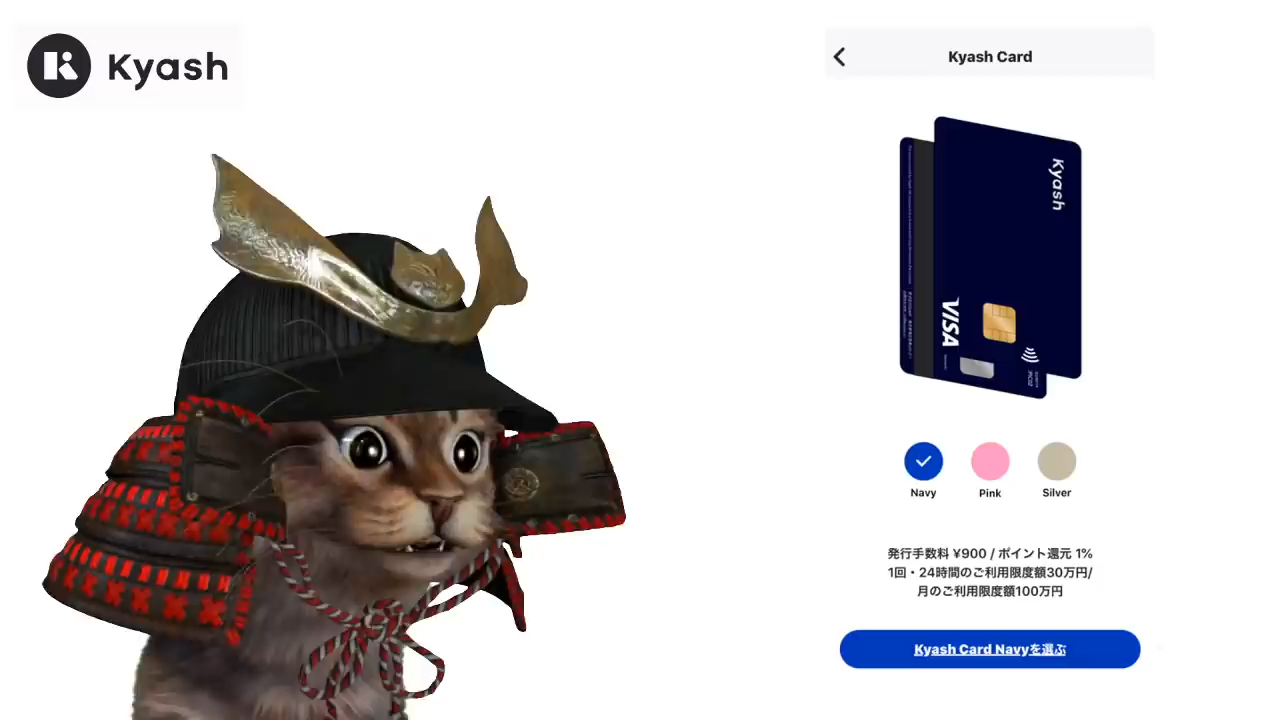 Kyash
Kyash Card
Kyash
VISA
Navy
Pink
Silver
発行手数料 ¥900 / ポイント還元 1%
1回・24時間のご利用限度額30万円/
月のご利用限度額100万円
Kyash Card Navyを選ぶ